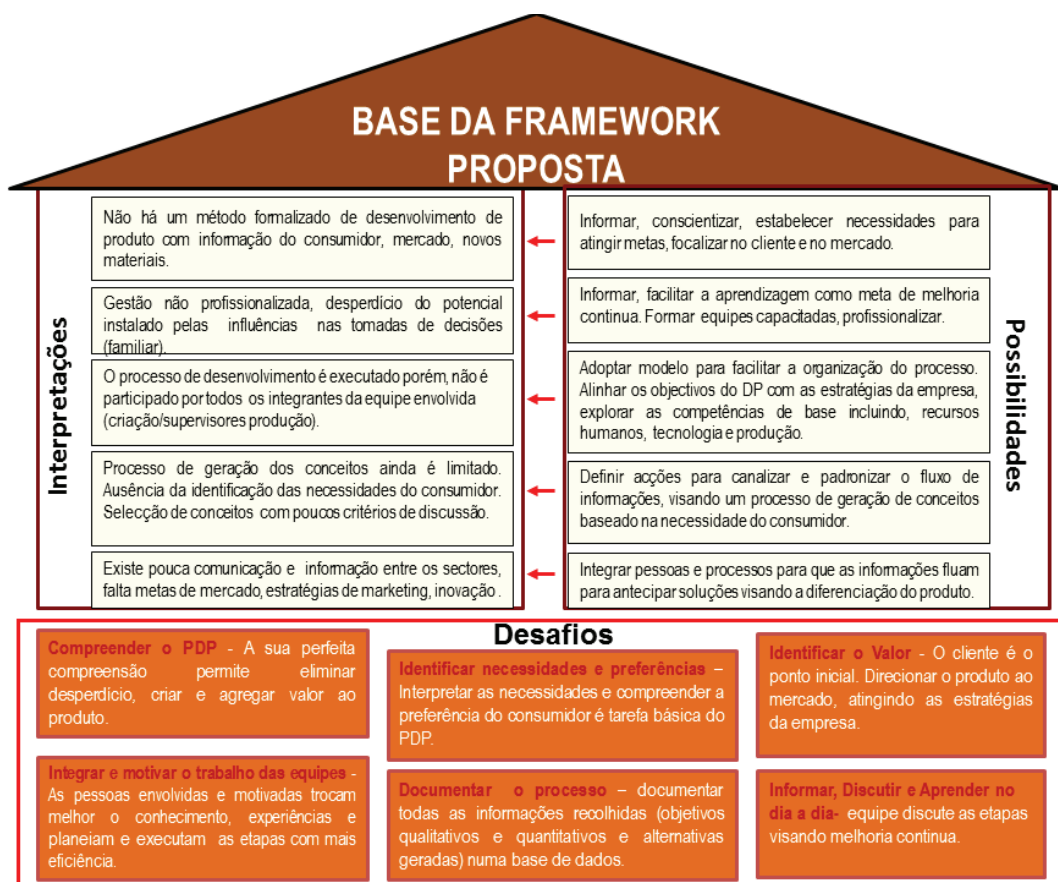 BASE DA FRAMEWORK
PROPOSTA
Interpretações
Não há um método formalizado de desenvolvimento de
produto com informação do consumidor, mercado, novos
materiais.
Gestão não profissionalizada, desperdício do potencial
instalado pelas influências nas tomadas de decisões
(familiar).
O processo de desenvolvimento é executado porém, não é
participado por todos os integrantes da equipe envolvida
(criação/supervisores produção).
Processo de geração dos conceitos ainda é limitado.
Ausência da identificação das necessidades do consumidor.
Selecção de conceitos com poucos critérios de discussão.
Existe pouca comunicação e informação entre os sectores,
falta metas de mercado, estratégias de marketing, inovação .
Possibilidades
Informar, conscientizar, estabelecer necessidades para
atingir metas, focalizar no cliente e no mercado.
Informar, facilitar a aprendizagem como meta de melhoria
continua. Formar equipes capacitadas, profissionalizar.
Adoptar modelo para facilitar a organização do processo.
Alinhar os objectivos do DP com as estratégias da empresa,
explorar as competências de base incluindo, recursos
humanos, tecnologia e produção.
Definir acções para canalizar e padronizar o fluxo de
informações, visando um processo de geração de conceitos
baseado na necessidade do consumidor.
Integrar pessoas e processos para que as informações fluam
para antecipar soluções visando a diferenciação do produto.
Desafios
Compreender o PDP - A sua perfeita
compreensão permite eliminar
desperdício, criar e agregar valor ao
produto.
Identificar necessidades e preferências –
Interpretar as necessidades e compreender a
preferência do consumidor é tarefa básica do
PDP.
Identificar o Valor - O cliente é o
ponto inicial. Direcionar o produto ao
mercado, atingindo as estratégias
da empresa.
Integrar e motivar o trabalho das equipes -
As pessoas envolvidas e motivadas trocam
melhor o conhecimento, experiências e
planeiam e executam as etapas com mais
eficiência.
Documentar o processo – documentar
todas as informações recolhidas (objetivos
qualitativos e quantitativos e alternativas
geradas) numa base de dados.
Informar, Discutir e Aprender no
dia a dia- equipe discute as etapas
visando melhoria continua.